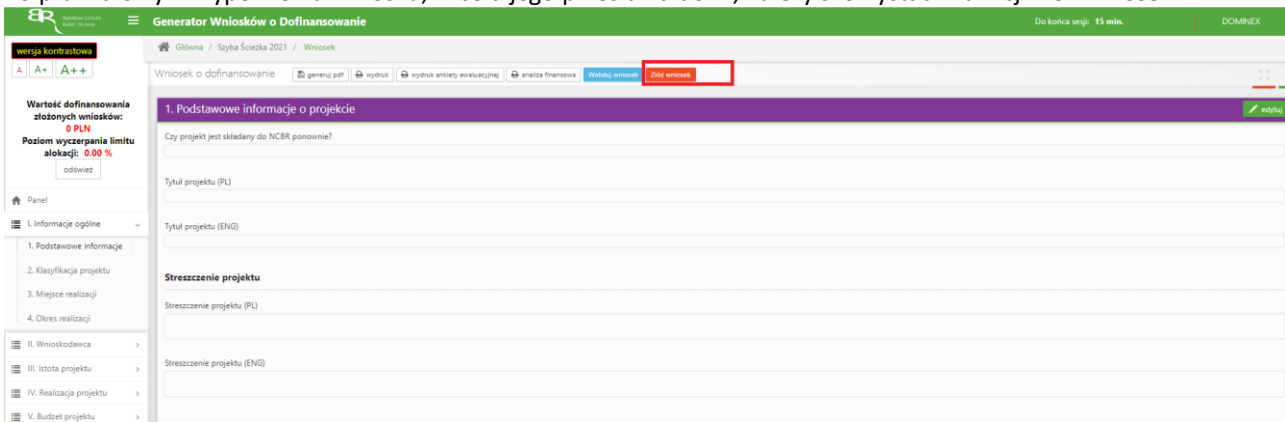 Generator Wniosków o Dofinansowanie
Do końca sesji: 15 min.
DOMINEX
wersja kontrastowa
A A+ A++
Główna / Szyba Ścieżka 2021 / Wniosek
Wniosek o dofinansowanie
generuj pdf
wydruk
wydruk ankiety ewaluacyjnej
analiza finansowa
Waliduj wniosek
Złóż wniosek
Wartość dofinansowania
złożonych wniosków:
0 PLN
Poziom wyczerpania limitu
alokacji: 0.00 %
odśwież
Panel
I. Informacje ogólne
1. Podstawowe informacje
2. Klasyfikacja projektu
3. Miejsce realizacji
4. Okres realizacji
II. Wnioskodawca
III. Istota projektu
IV. Realizacja projektu
V. Budżet projektu
1. Podstawowe informacje o projekcie
edytuj
Czy projekt jest składany do NCBR ponownie?
Tytuł projektu (PL)
Tytuł projektu (ENG)
Streszczenie projektu
Streszczenie projektu (PL)
Streszczenie projektu (ENG)